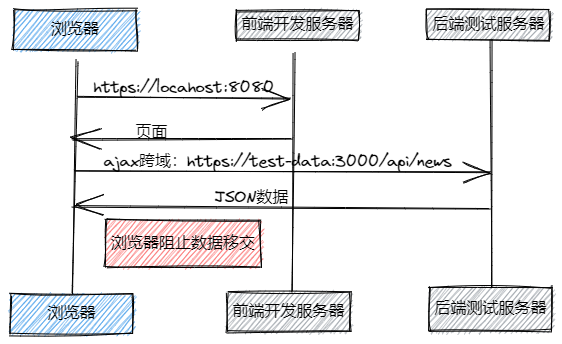 浏览器
前端开发服务器
后端测试服务器
https://locahost:8080
页面
ajax跨域：https://test-data:3000/api/news
JSON数据
浏览器阻止数据移交
浏览器
前端开发服务器
后端测试服务器